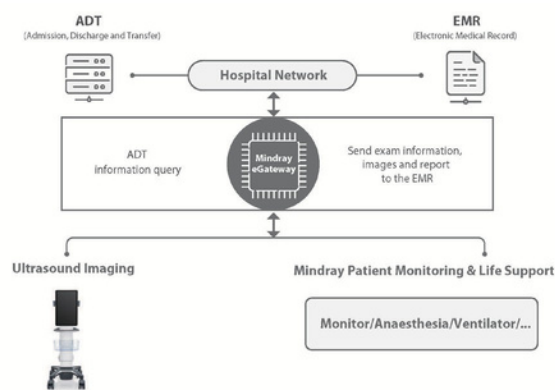 ADT
(Admission, Discharge and Transfer)
EMR
(Electronic Medical Record)
Hospital Network
ADT
information query
Mindray
eGateway
Send exam information,
images and report
to the EMR
Ultrasound Imaging
Mindray Patient Monitoring & Life Support
Monitor/Anaesthesia/Ventilator/...